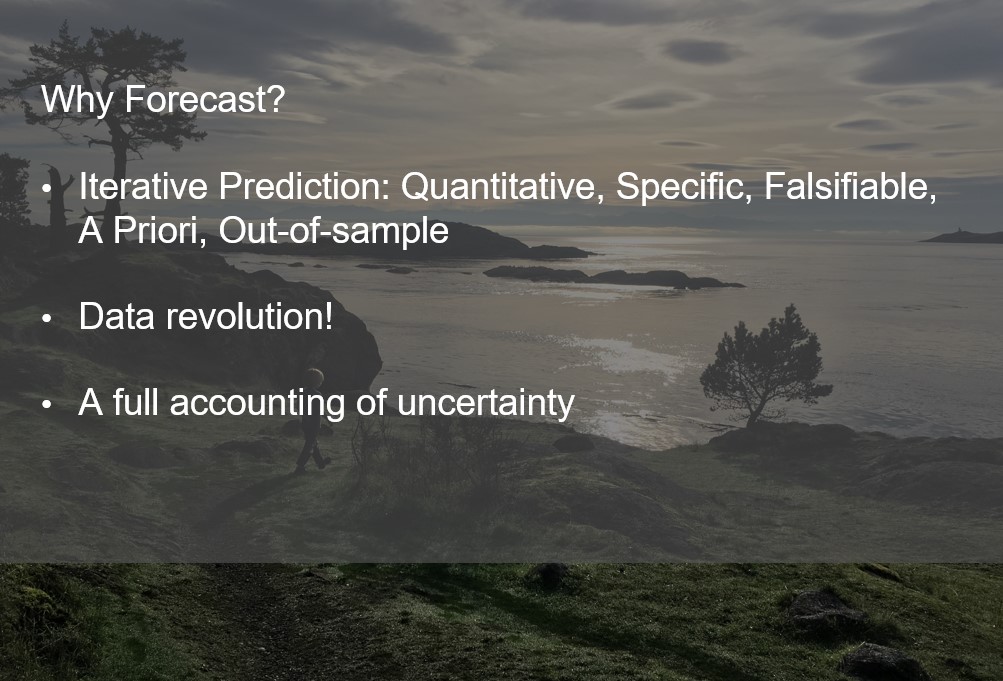 Why Forecast?
• Iterative Prediction: Quantitative, Specific, Falsifiable,
A Priori, Out-of-sample
• Data revolution!
• A full accounting of uncertainty